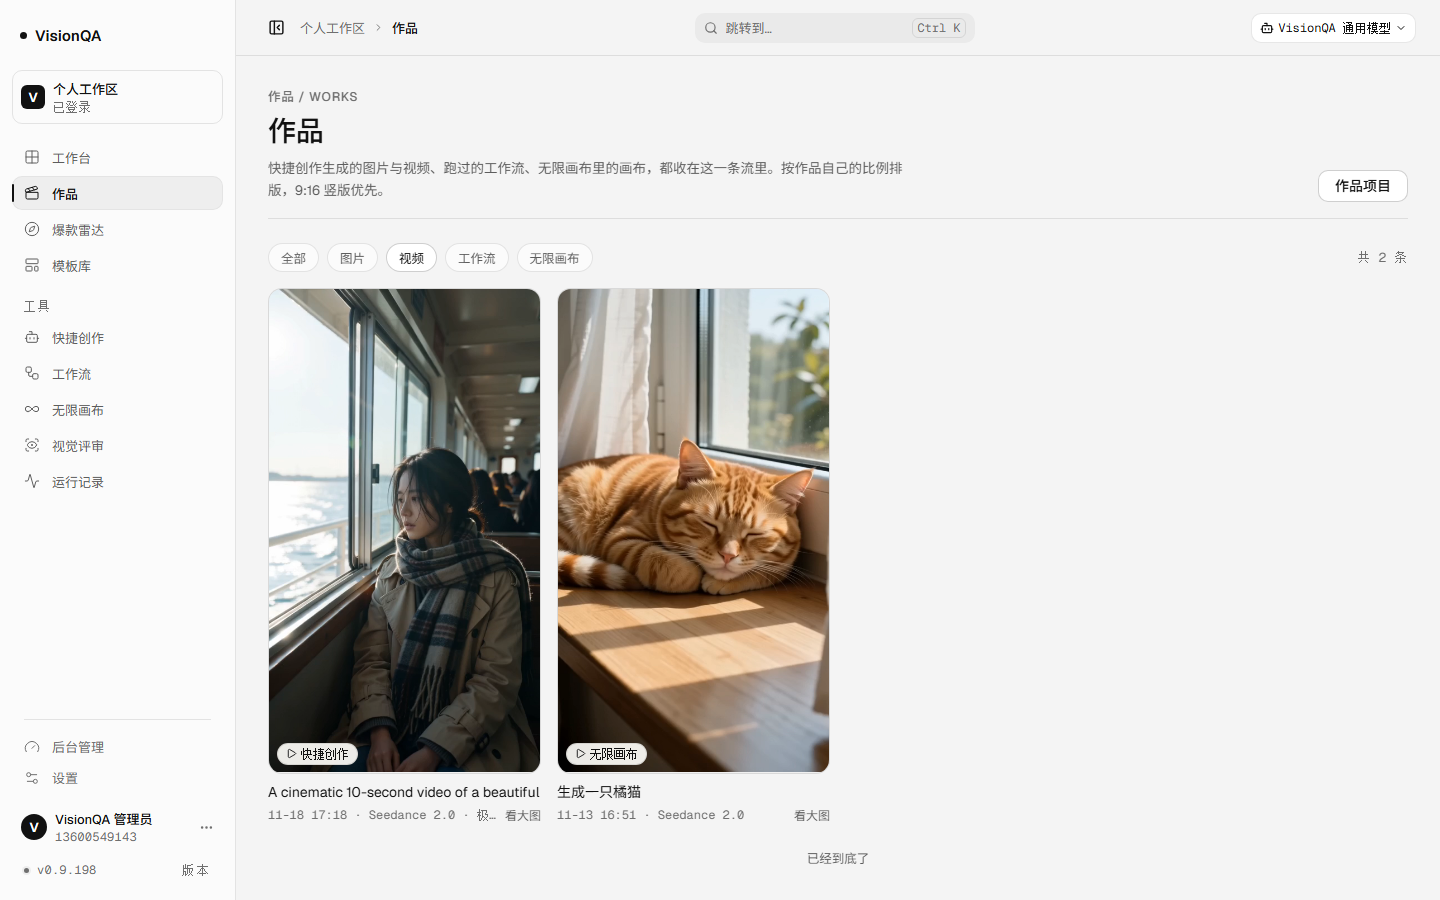 VisionQA
个人工作区 作品
跳转到… Ctrl K
VisionQA 通用模型
V
个人工作区
已登录
工作台
作品
爆款雷达
模板库
工具
快捷创作
工作流
无限画布
视觉评审
运行记录
后台管理
设置
V
VisionQA 管理员
13600549143
v0.9.198 版本
作品 / WORKS
作品
快捷创作生成的图片与视频、跑过的工作流、无限画布里的画布，都收在这一条流里。按作品自己的比例排
版，9:16 竖版优先。
作品项目
全部 图片 视频 工作流 无限画布
共 2 条
快捷创作
A cinematic 10-second video of a beautiful
11-18 17:18 · Seedance 2.0 · 极… 看大图
无限画布
生成一只橘猫
11-13 16:51 · Seedance 2.0 看大图
已经到底了